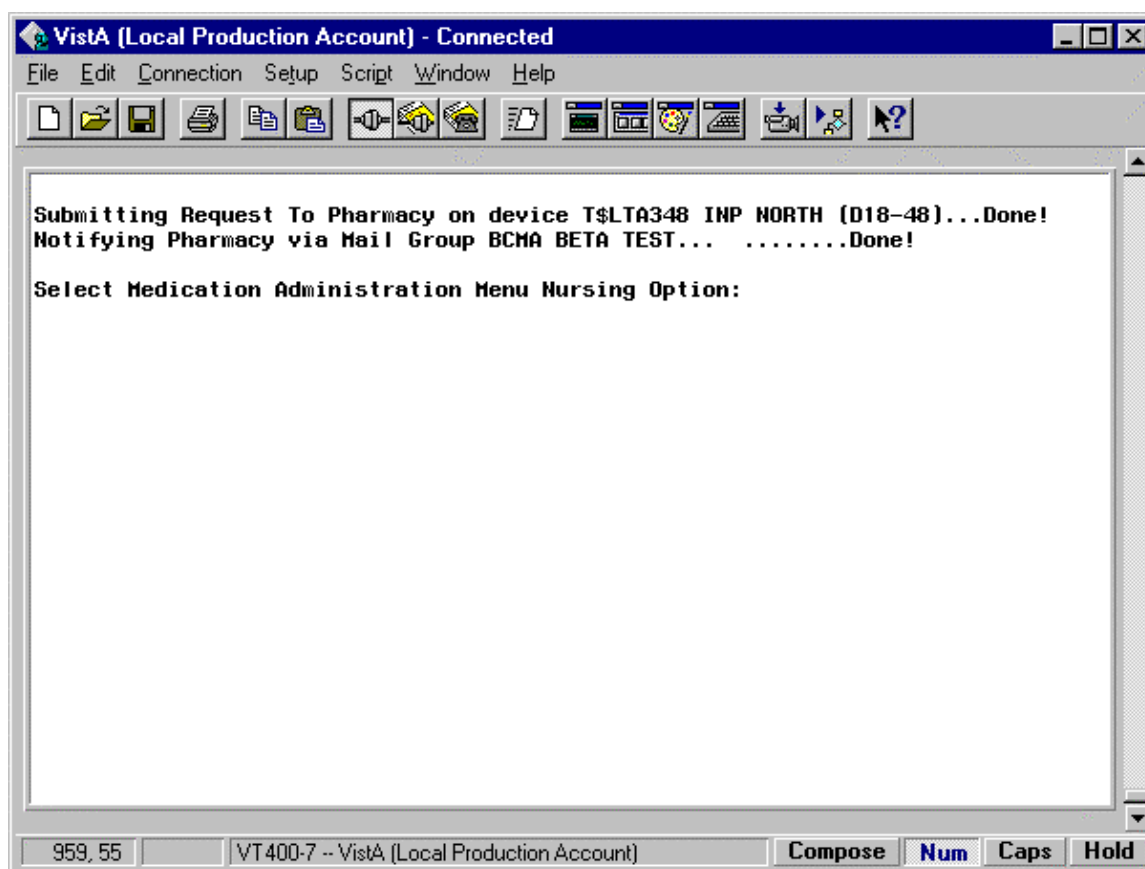 VistA (Local Production Account) - Connected
File Edit Connection Setup Script Window Help
Submitting Request To Pharmacy on device T$LTA348 INP NORTH (D18-48)...Done!
Notifying Pharmacy via Mail Group BCMA BETA TEST... ........Done!
Select Medication Administration Menu Nursing Option:
959, 55 VT400-7 -- VistA (Local Production Account) Compose Num Caps Hold